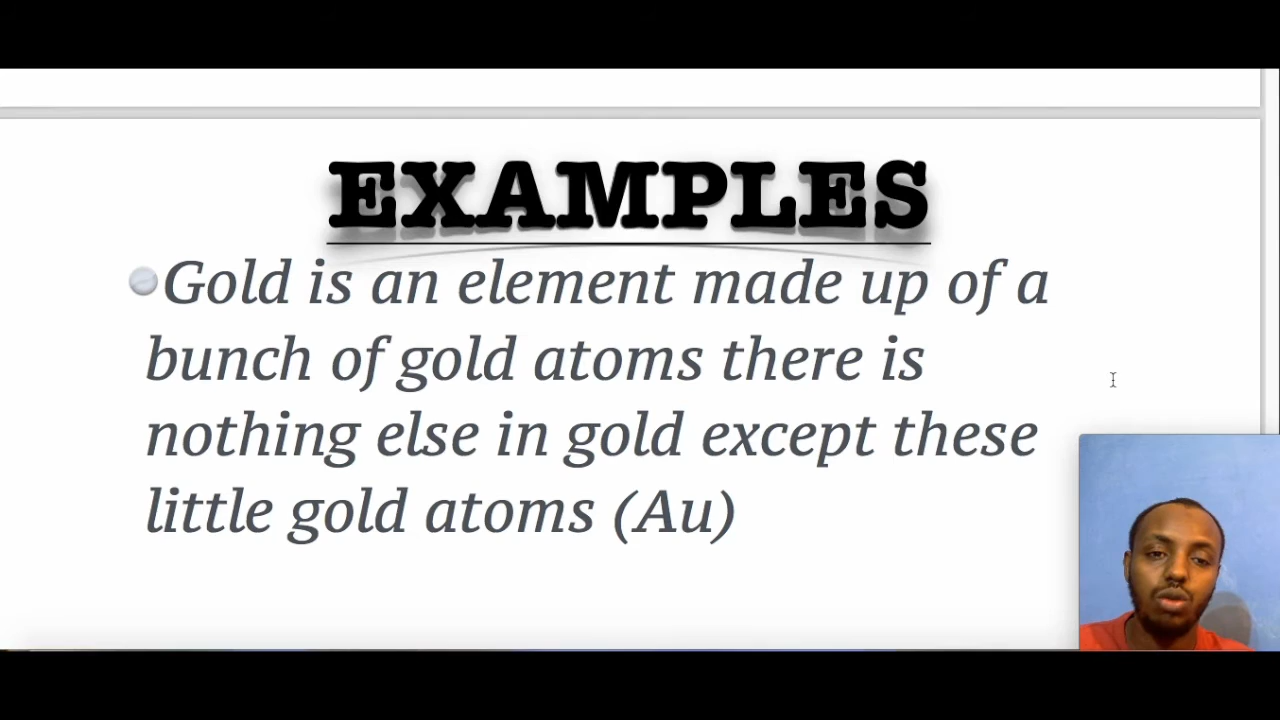 EXAMPLES
Gold is an element made up of a
bunch of gold atoms there is
nothing else in gold except these
little gold atoms (Au)